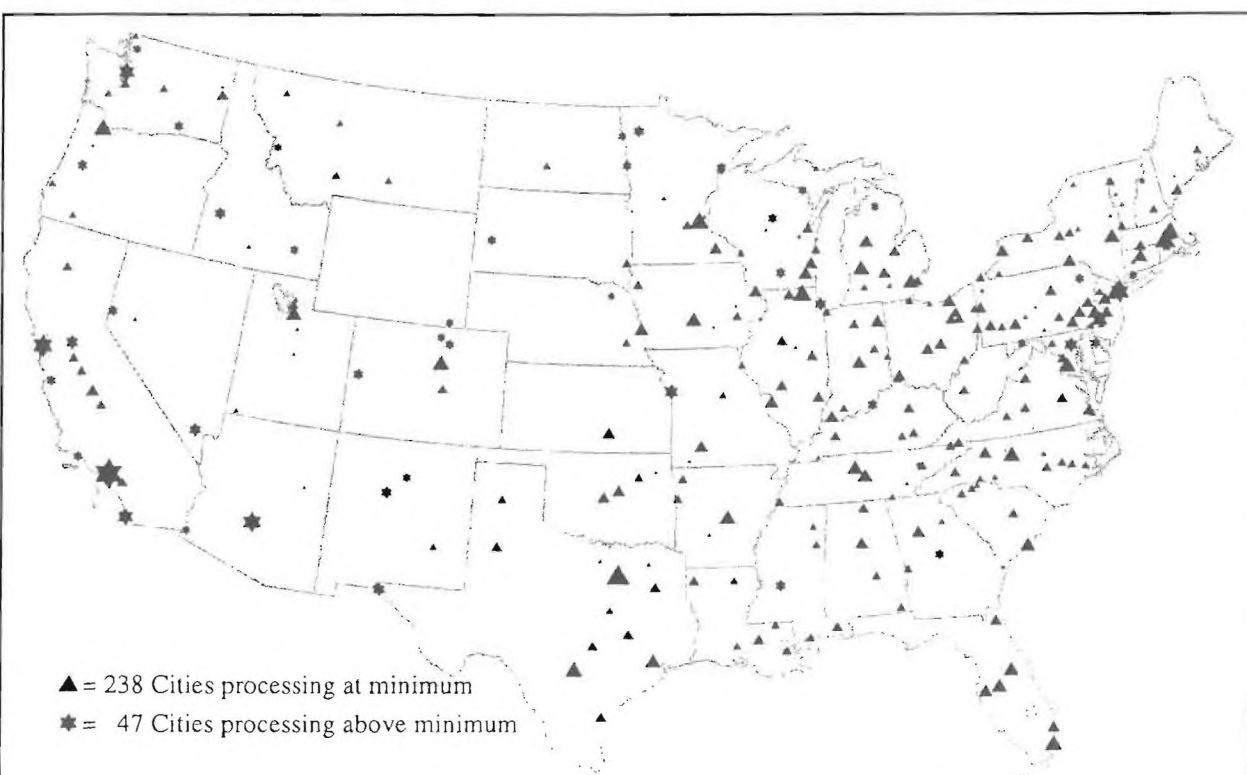 ▲ = 238 Cities processing at minimum
✶ = 47 Cities processing above minimum